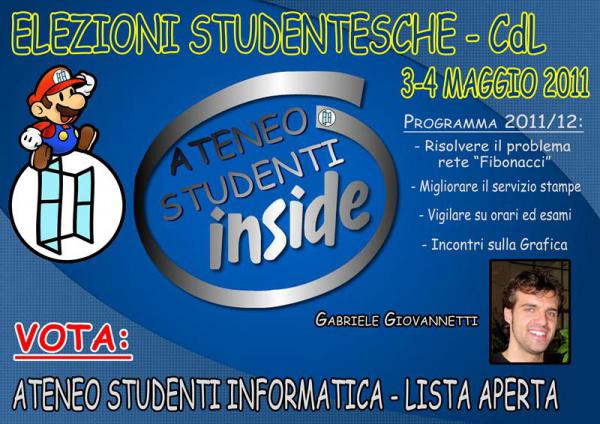 ELEZIONI STUDENTESCHE - CdL
3-4 MAGGIO 2011
ATENEO
STUDENTI
inside
PROGRAMMA 2011/12:
- Risolvere il problema
rete "Fibonacci"
- Migliorare il servizio stampe
- Vigilare su orari ed esami
- Incontri sulla Grafica
GABRIELE GIOVANNETTI
VOTA:
ATENEO STUDENTI INFORMATICA - LISTA APERTA